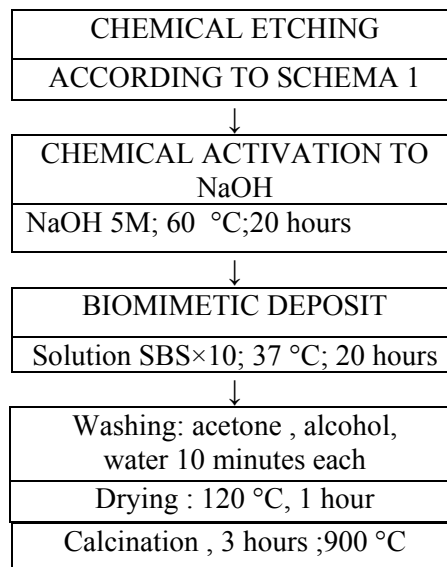 CHEMICAL ETCHING
ACCORDING TO SCHEMA 1
↓
CHEMICAL ACTIVATION TO
NaOH
NaOH 5M; 60 °C;20 hours
↓
BIOMIMETIC DEPOSIT
Solution SBS×10; 37 °C; 20 hours
↓
Washing: acetone , alcohol,
water 10 minutes each
Drying : 120 °C, 1 hour
Calcination , 3 hours ;900 °C